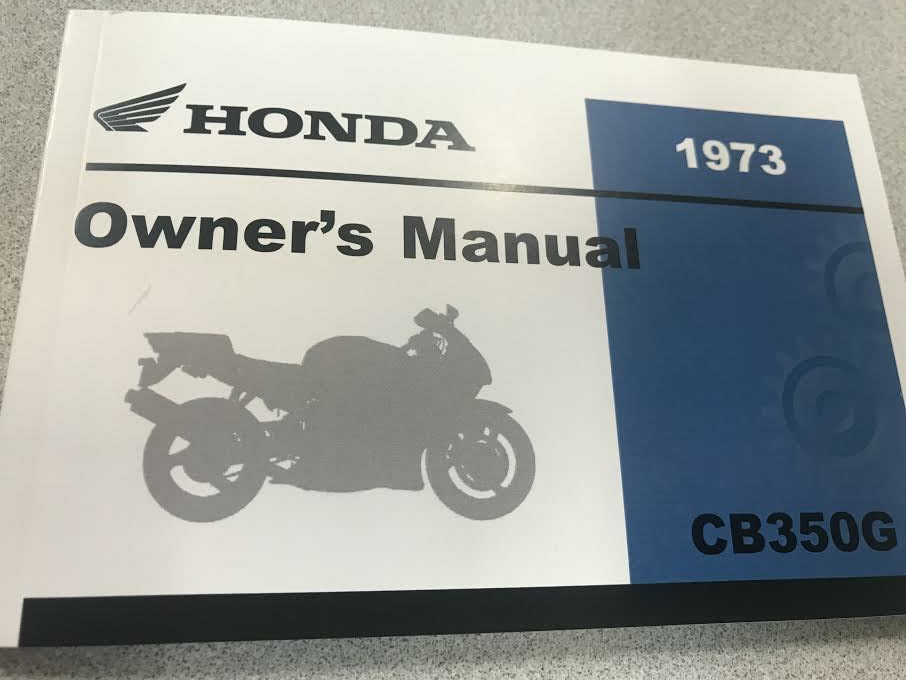 HONDA
1973
Owner's Manual
CB350G